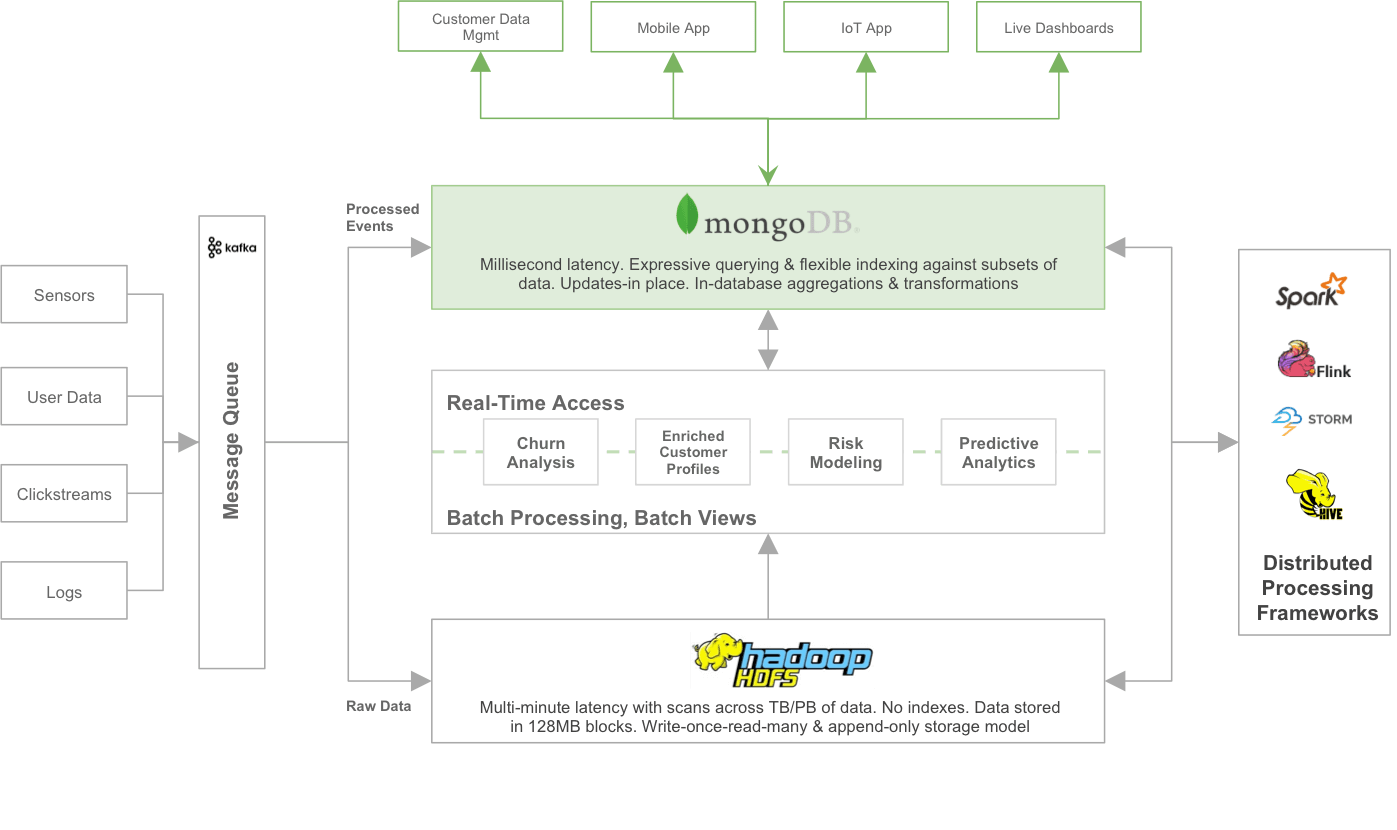 Customer Data
Mgmt
Mobile App
IoT App
Live Dashboards
Processed
Events
mongoDB®
Millisecond latency. Expressive querying & flexible indexing against subsets of
data. Updates-in place. In-database aggregations & transformations
kafka
Message Queue
Sensors
User Data
Clickstreams
Logs
Real-Time Access
Churn
Analysis
Enriched
Customer
Profiles
Risk
Modeling
Predictive
Analytics
Batch Processing, Batch Views
Raw Data
hadoop
HDFS
Multi-minute latency with scans across TB/PB of data. No indexes. Data stored
in 128MB blocks. Write-once-read-many & append-only storage model
Spark
Flink
STORM
HIVE
Distributed
Processing
Frameworks